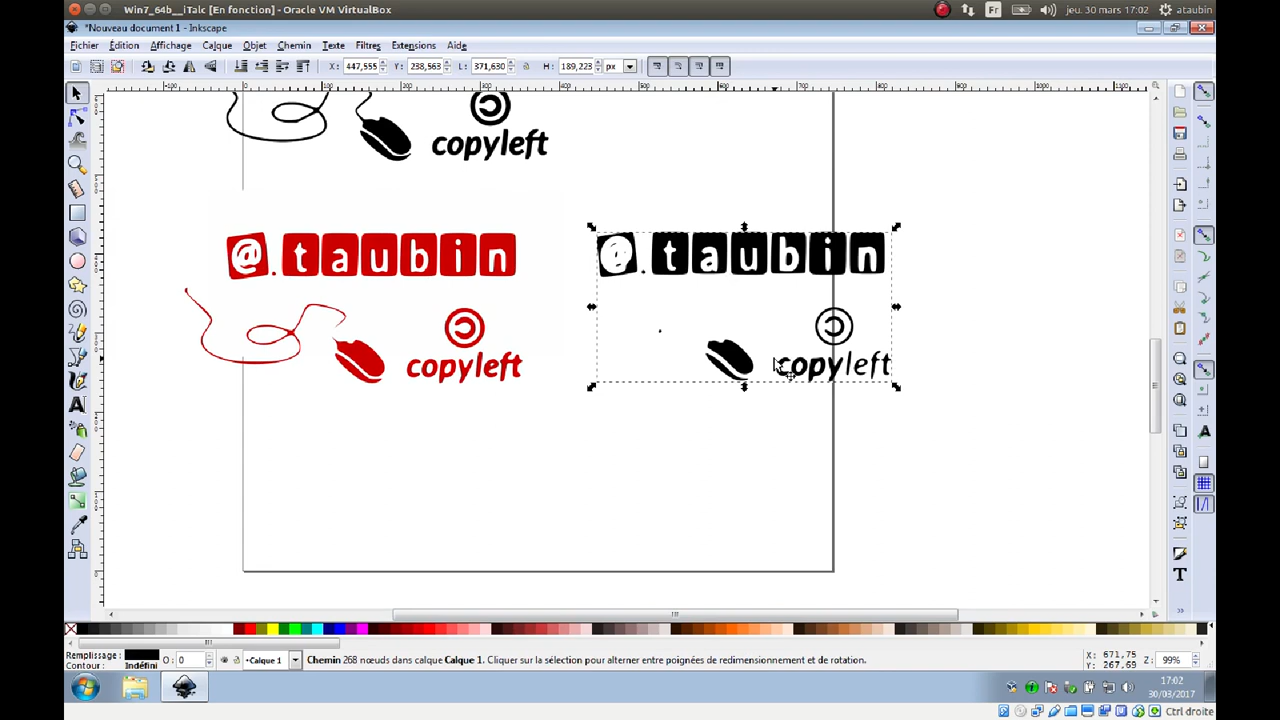 Win7_64b__iTalc [En fonction] - Oracle VM VirtualBox
Fr
jeu. 30 mars 17:02
ataubin
*Nouveau document 1 - Inkscape
Fichier Édition Affichage Calque Objet Chemin Texte Filtres Extensions Aide
X: 447,555 Y: 238,563 L: 371,630 H: 189,223 px
copyleft
@.taubin
@.taubin
copyleft
copyleft
Remplissage:
Contour: Indéfini
O: 0
Calque 1
Chemin 268 nœuds dans calque Calque 1. Cliquer sur la sélection pour alterner entre poignées de redimensionnement et de rotation.
X: 671,75
Y: 267,69
Z: 99%
17:02
30/03/2017
Ctrl droite